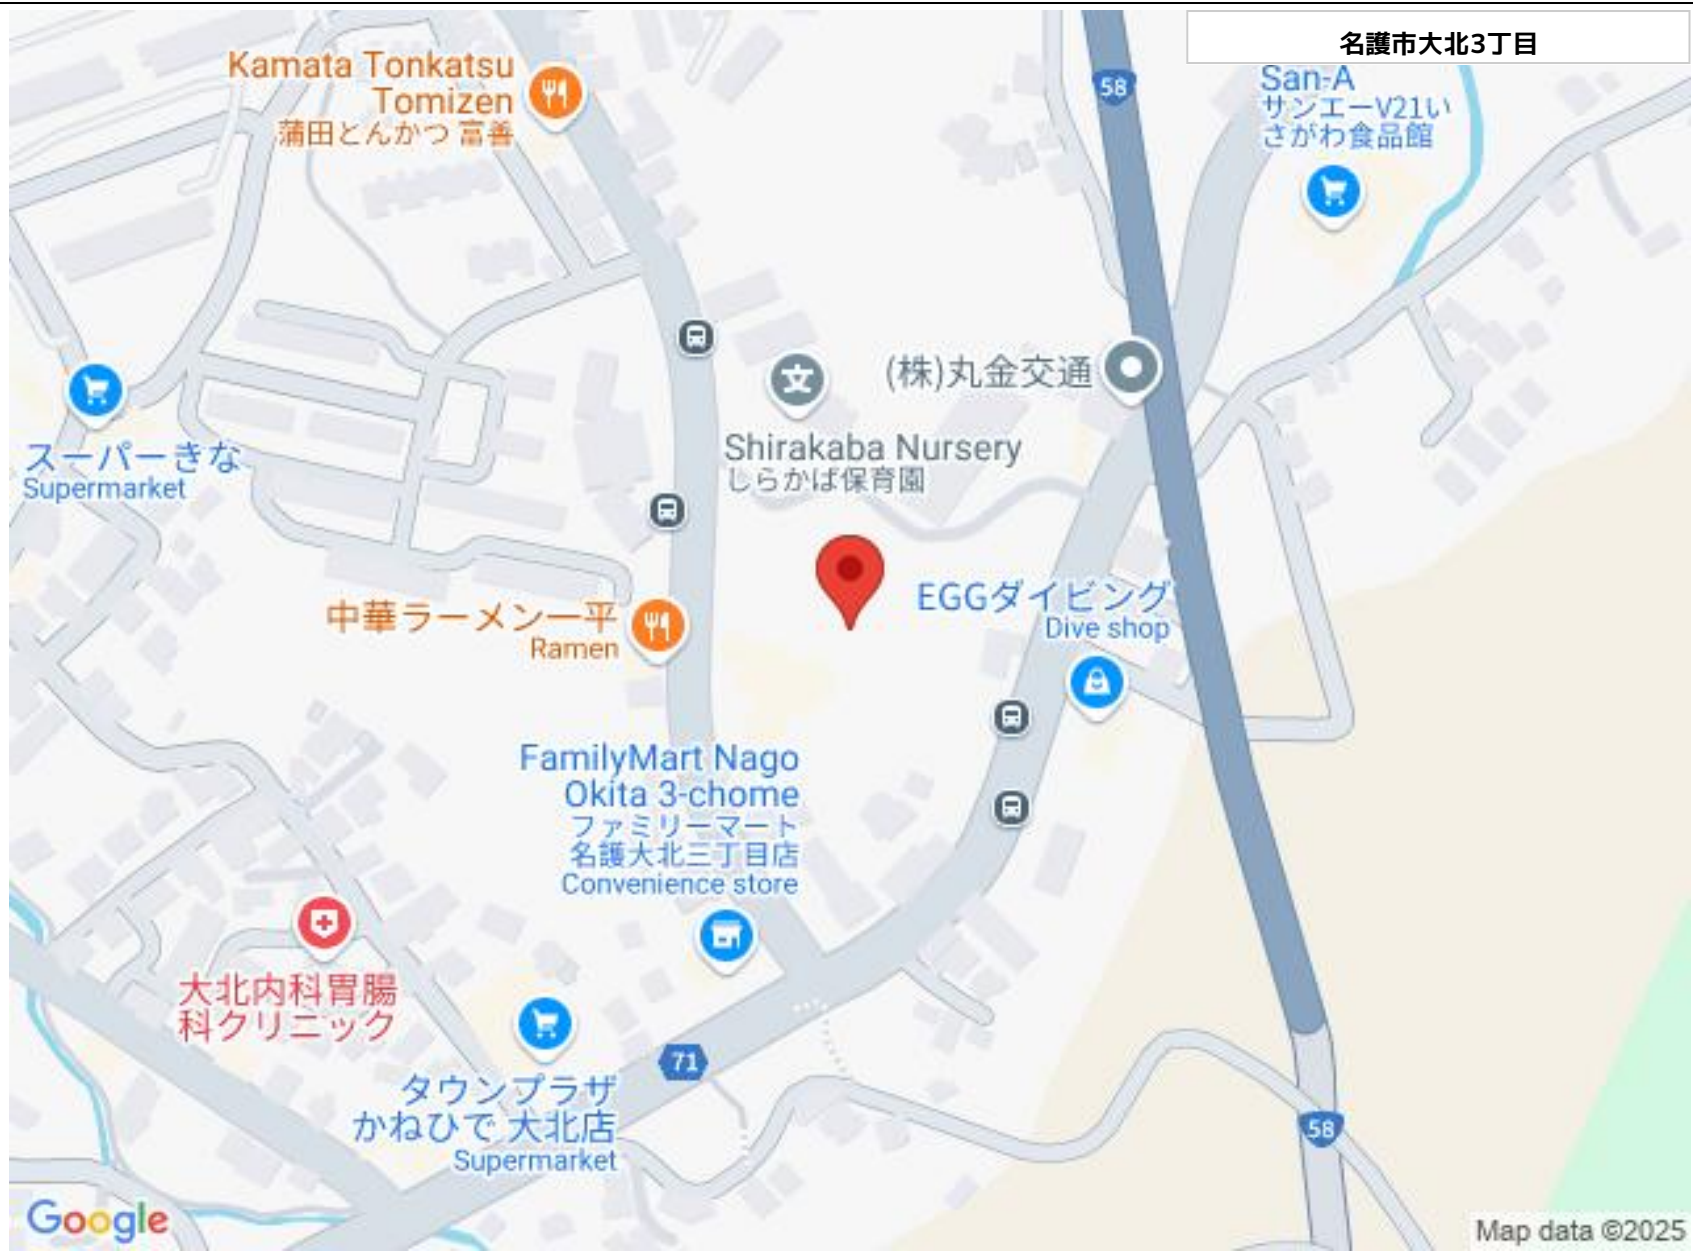 名護市大北3丁目
Kamata Tonkatsu
Tomizen
蒲田とんかつ 富善
58
San-A
サンエーV21い
さがわ食品館
(株)丸金交通
Shirakaba Nursery
しらかば保育園
スーパーきな
Supermarket
中華ラーメン一平
Ramen
EGGダイビング
Dive shop
FamilyMart Nago
Okita 3-chome
ファミリーマート
名護大北三丁目店
Convenience store
大北内科胃腸
科クリニック
71
タウンプラザ
かねひで 大北店
Supermarket
58
Google
Map data ©2025